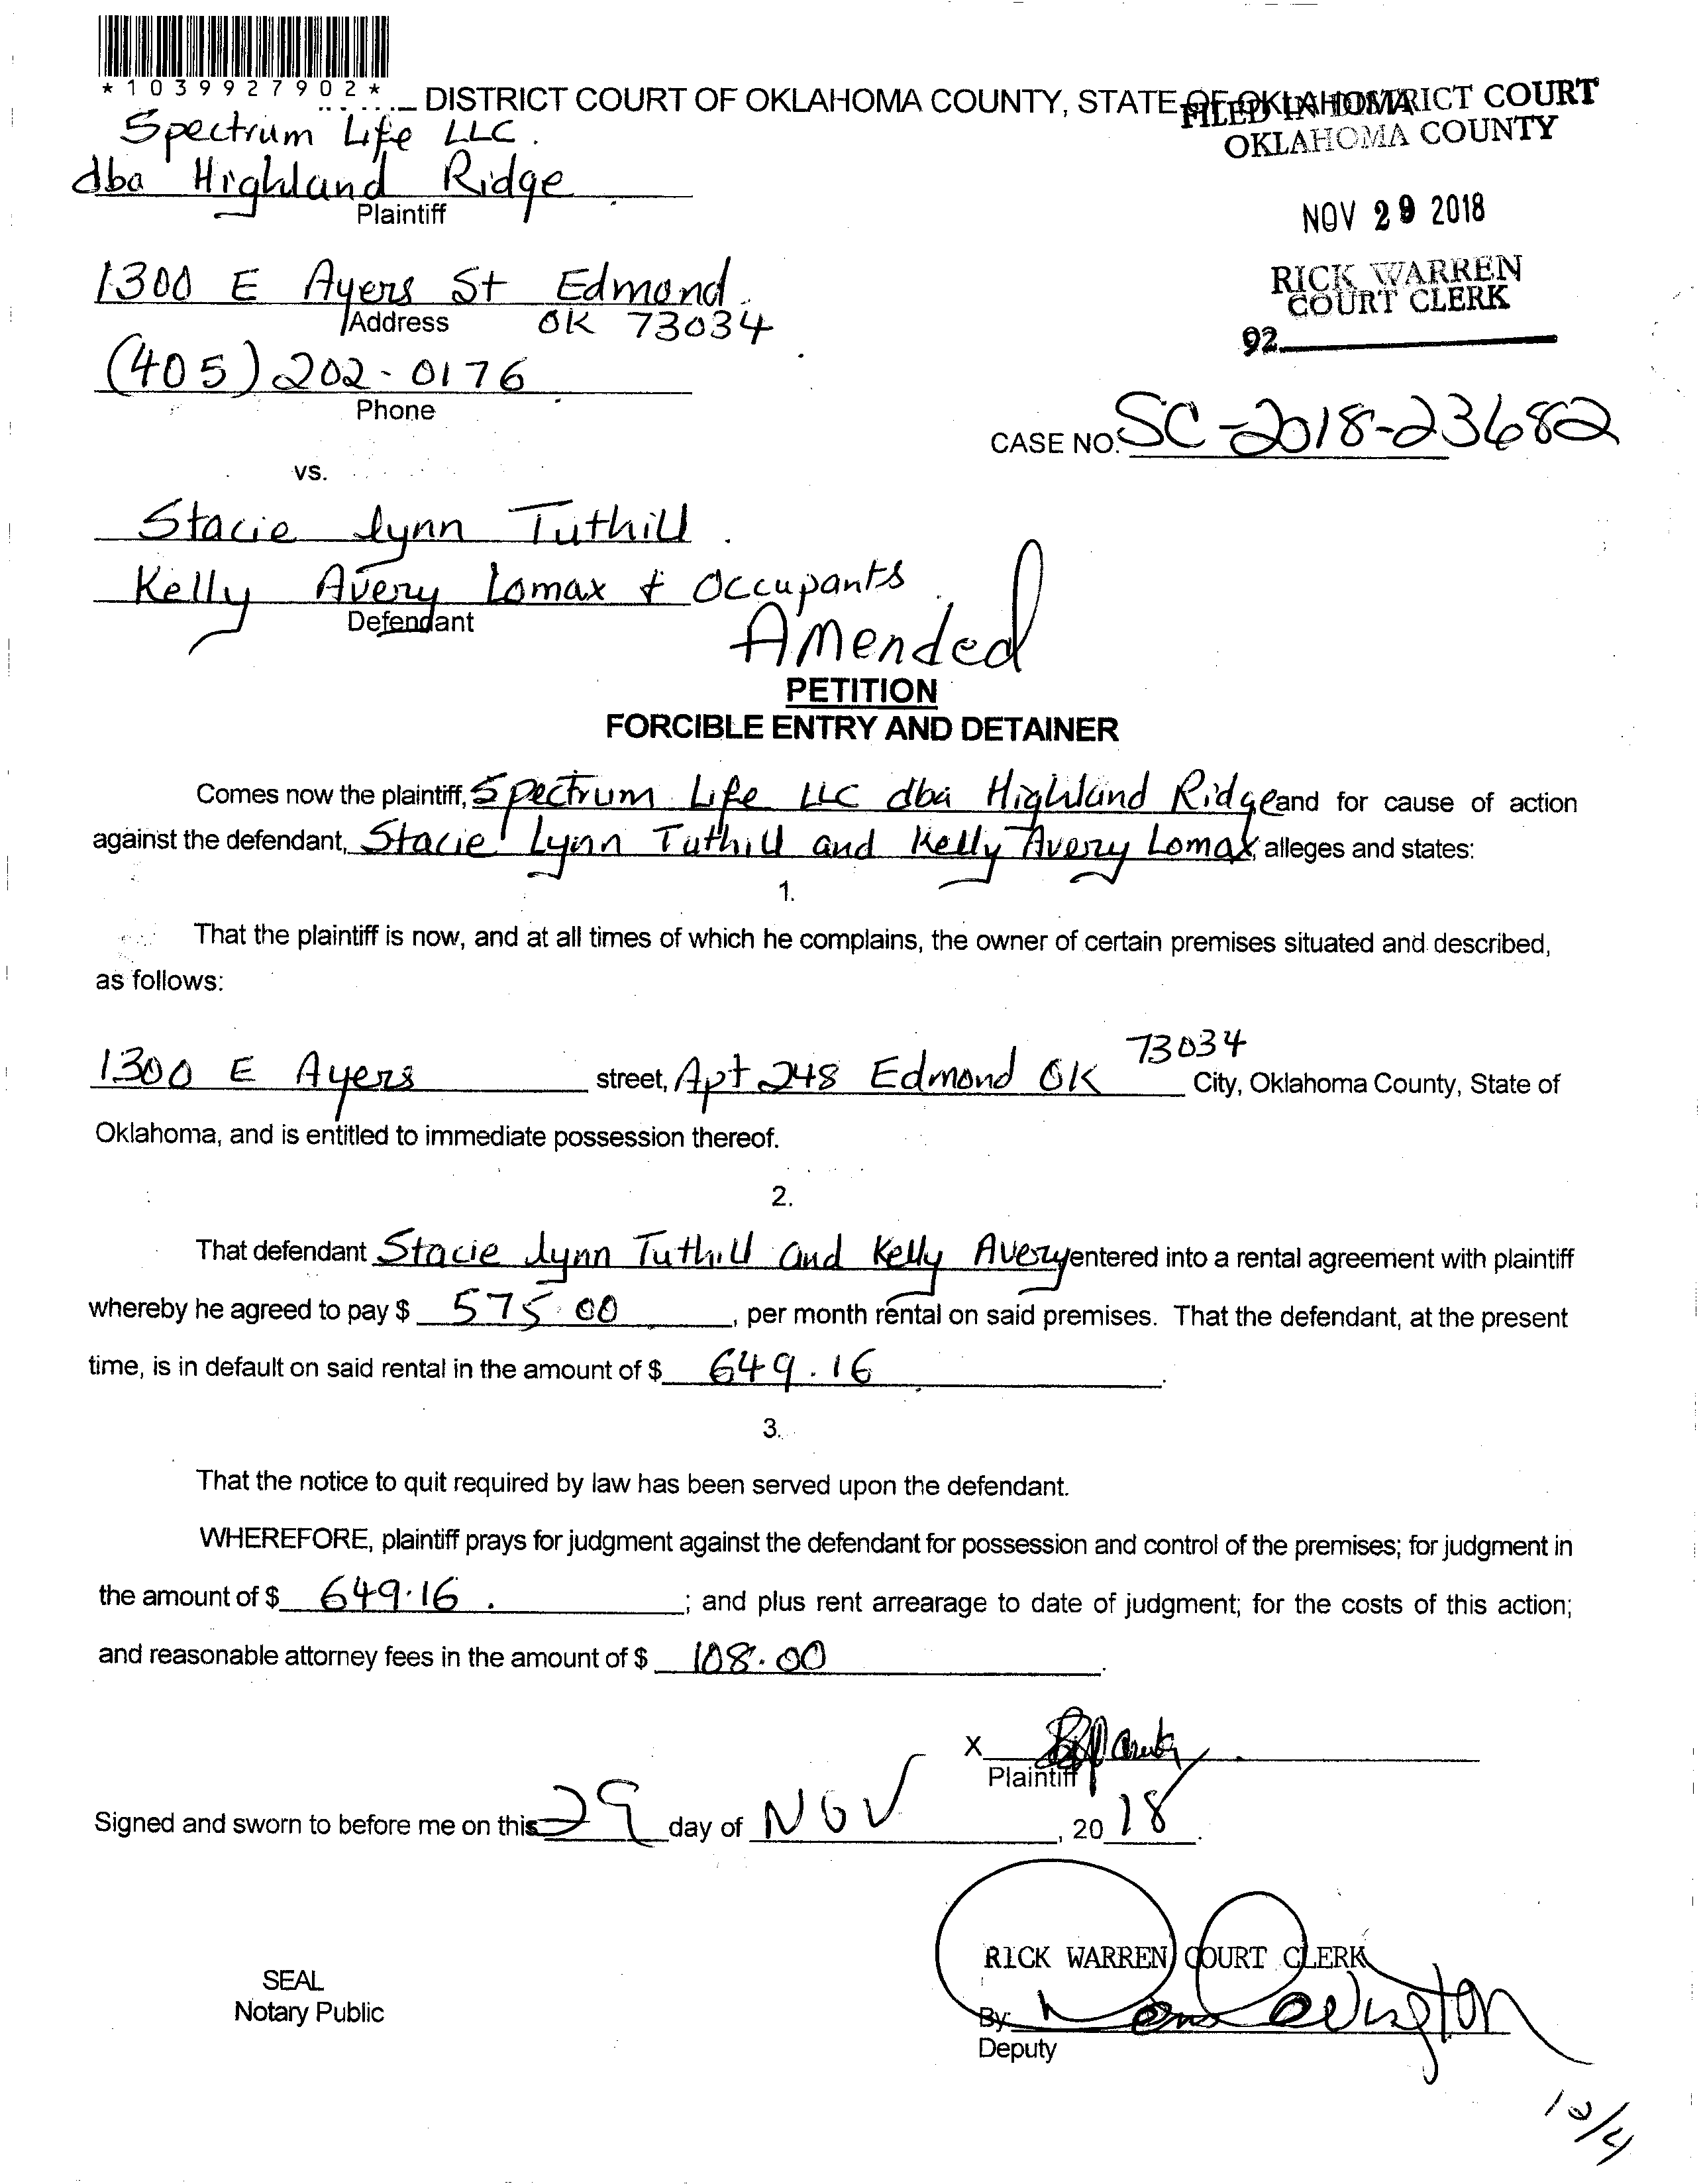 *1039927902*
DISTRICT COURT OF OKLAHOMA COUNTY, STATE OF OKLAHOMA
FILED IN DISTRICT COURT
OKLAHOMA COUNTY
Spectrum Life LLC.
dba Highland Ridge
Plaintiff
NOV 29 2018
1300 E Ayers St Edmond
Address OK 73034
RICK WARREN
COURT CLERK
92
(405) 202-0176
Phone
CASE NO. SC-2018-23682
vs.
Stacie Lynn Tuthill
Kelly Avery Lomax + Occupants
Defendant
Amended
PETITION
FORCIBLE ENTRY AND DETAINER
Comes now the plaintiff, Spectrum Life LLC dba Highland Ridge and for cause of action
against the defendant, Stacie Lynn Tuthill and Kelly Avery Lomax, alleges and states:
1.
That the plaintiff is now, and at all times of which he complains, the owner of certain premises situated and described,
as follows:
1300 E Ayers street, Apt 248 Edmond OK 73034 City, Oklahoma County, State of
Oklahoma, and is entitled to immediate possession thereof.
2.
That defendant Stacie Lynn Tuthill and Kelly Avery entered into a rental agreement with plaintiff
whereby he agreed to pay $ 575.00, per month rental on said premises. That the defendant, at the present
time, is in default on said rental in the amount of $ 649.16.
3.
That the notice to quit required by law has been served upon the defendant.
WHEREFORE, plaintiff prays for judgment against the defendant for possession and control of the premises; for judgment in
the amount of $ 649.16.; and plus rent arrearage to date of judgment; for the costs of this action;
and reasonable attorney fees in the amount of $ 108.00.
X
Plaintiff
Signed and sworn to before me on this 29 day of NOV, 20 18.
RICK WARREN COURT CLERK
SEAL
Notary Public
By: Covington
Deputy
12/4